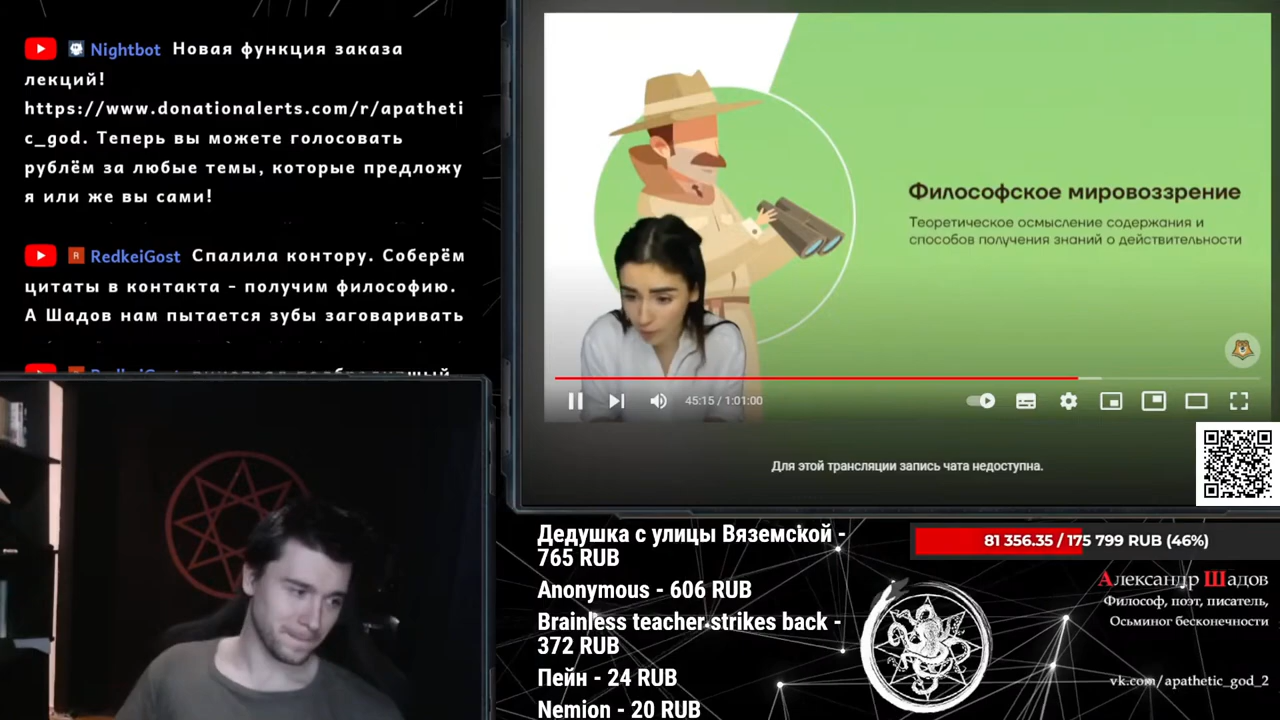 Nightbot Новая функция заказа
лекций!
https://www.donationalerts.com/r/apatheti
c_god. Теперь вы можете голосовать
рублём за любые темы, которые предложу
я или же вы сами!
R RedkeiGost Спалила контору. Соберём
цитаты в контакта - получим философию.
А Шадов нам пытается зубы заговаривать
Философское мировоззрение
Теоретическое осмысление содержания и
способов получения знаний о действительности
45:15 / 1:01:00
Для этой трансляции запись чата недоступна.
Дедушка с улицы Вяземской -
765 RUB
Anonymous - 606 RUB
Brainless teacher strikes back -
372 RUB
Пейн - 24 RUB
Nemion - 20 RUB
81 356.35 / 175 799 RUB (46%)
Александр Шадов
Философ, поэт, писатель,
Осьминог бесконечности
vk.com/apathetic_god_2